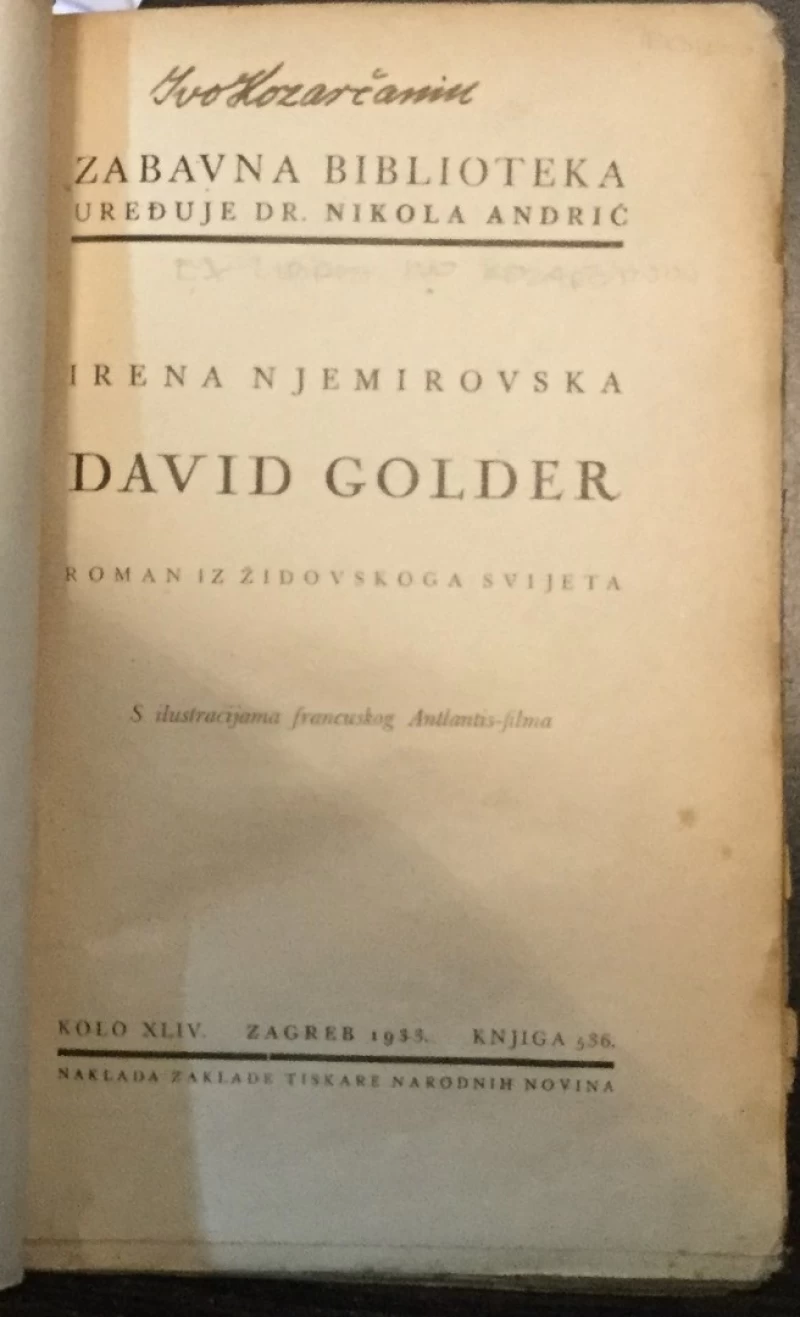 Ivo Kozarčanin
ZABAVNA BIBLIOTEKA
UREĐUJE DR. NIKOLA ANDRIĆ
IRENA NJEMIROVSKA
DAVID GOLDER
ROMAN IZ ŽIDOVSKOGA SVIJETA
S ilustracijama francuskog Antlantis-filma
KOLO XLIV. ZAGREB 1933. KNJIGA 536.
NAKLADA ZAKLADE TISKARE NARODNIH NOVINA